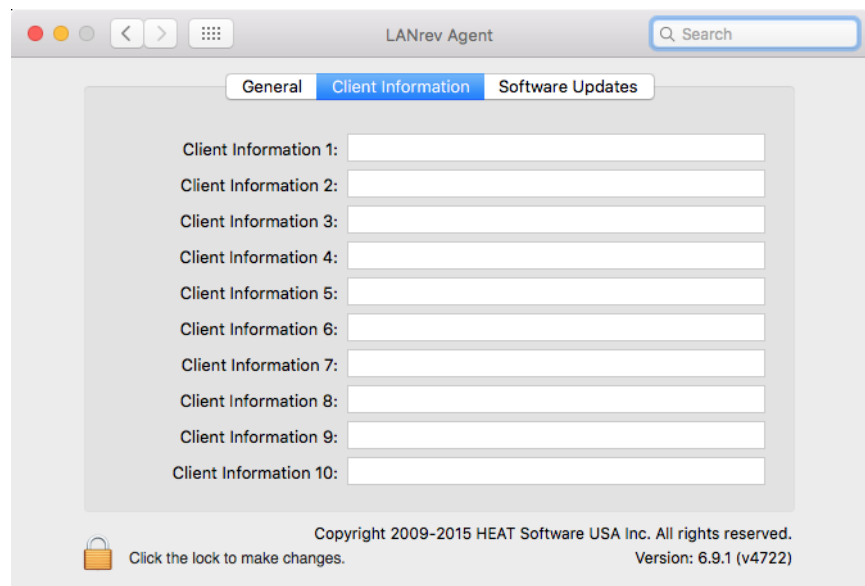 LANrev Agent
Search
General Client Information Software Updates
Client Information 1:
Client Information 2:
Client Information 3:
Client Information 4:
Client Information 5:
Client Information 6:
Client Information 7:
Client Information 8:
Client Information 9:
Client Information 10:
Copyright 2009-2015 HEAT Software USA Inc. All rights reserved.
Click the lock to make changes. Version: 6.9.1 (v4722)